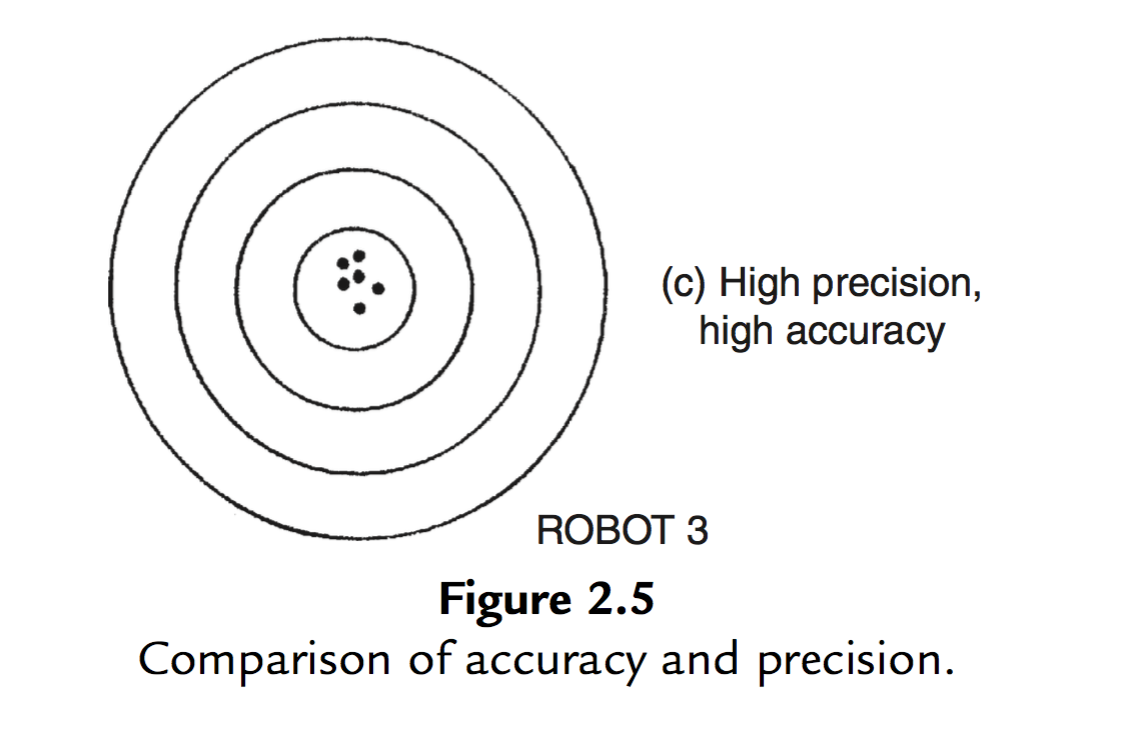 (c) High precision,
high accuracy
ROBOT 3
Figure 2.5
Comparison of accuracy and precision.